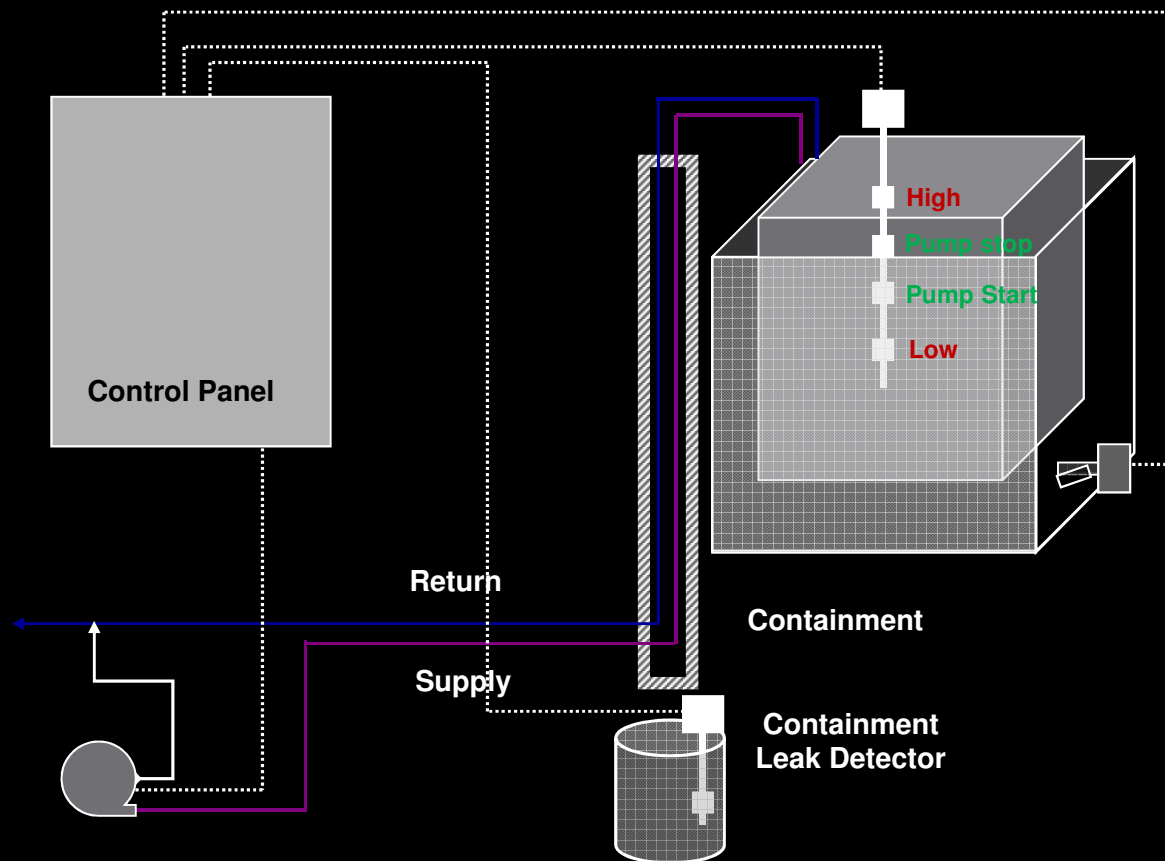 High
Pump stop
Pump Start
Low
Control Panel
Return
Containment
Supply
Containment
Leak Detector